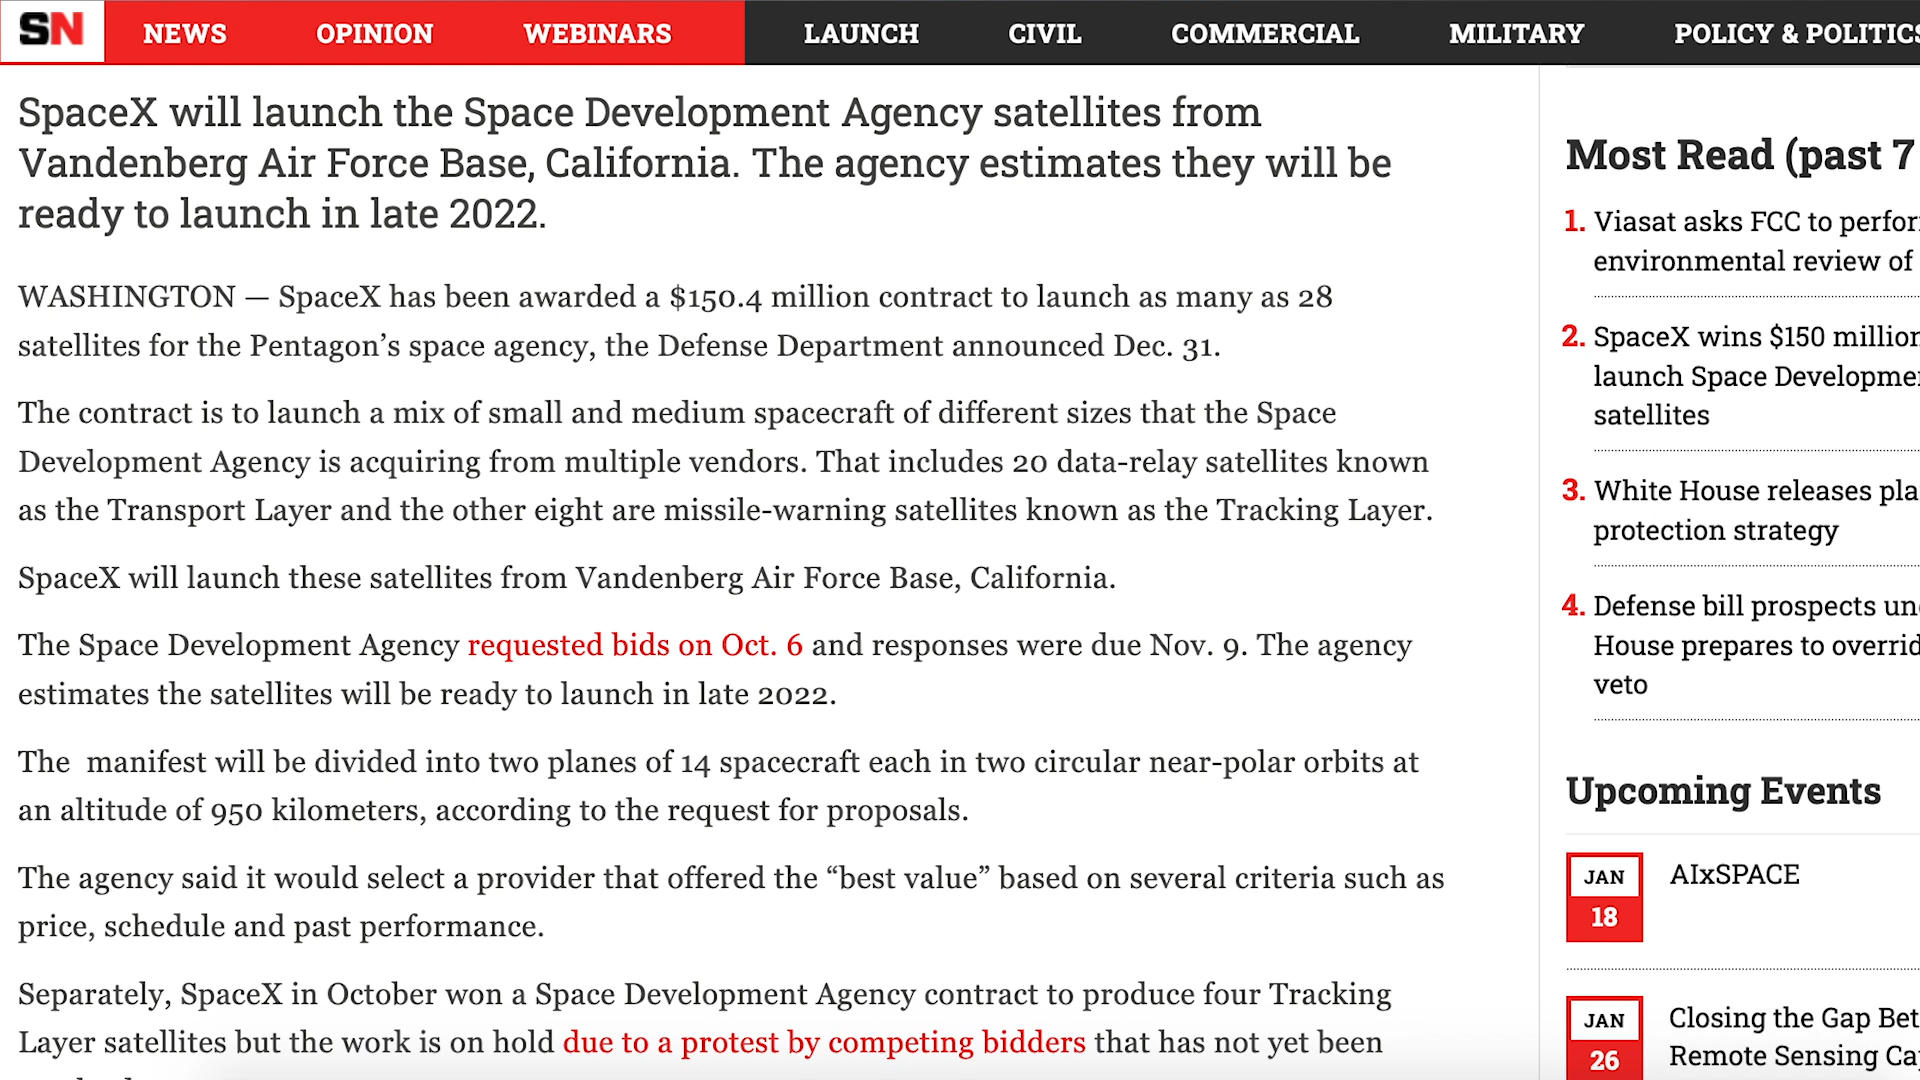 SN NEWS OPINION WEBINARS LAUNCH CIVIL COMMERCIAL MILITARY POLICY & POLITICS
SpaceX will launch the Space Development Agency satellites from
Vandenberg Air Force Base, California. The agency estimates they will be
ready to launch in late 2022.
WASHINGTON — SpaceX has been awarded a $150.4 million contract to launch as many as 28
satellites for the Pentagon’s space agency, the Defense Department announced Dec. 31.
The contract is to launch a mix of small and medium spacecraft of different sizes that the Space
Development Agency is acquiring from multiple vendors. That includes 20 data-relay satellites known
as the Transport Layer and the other eight are missile-warning satellites known as the Tracking Layer.
SpaceX will launch these satellites from Vandenberg Air Force Base, California.
The Space Development Agency requested bids on Oct. 6 and responses were due Nov. 9. The agency
estimates the satellites will be ready to launch in late 2022.
The manifest will be divided into two planes of 14 spacecraft each in two circular near-polar orbits at
an altitude of 950 kilometers, according to the request for proposals.
The agency said it would select a provider that offered the “best value” based on several criteria such as
price, schedule and past performance.
Separately, SpaceX in October won a Space Development Agency contract to produce four Tracking
Layer satellites but the work is on hold due to a protest by competing bidders that has not yet been
Most Read (past 7
1. Viasat asks FCC to
environmental review of
2. SpaceX wins $150 million
launch Space
satellites
3. White House releases
protection strategy
4. Defense bill prospects
House prepares to
veto
Upcoming Events
JAN
18
AIxSPACE
JAN
26
Closing the Gap
Remote Sensing